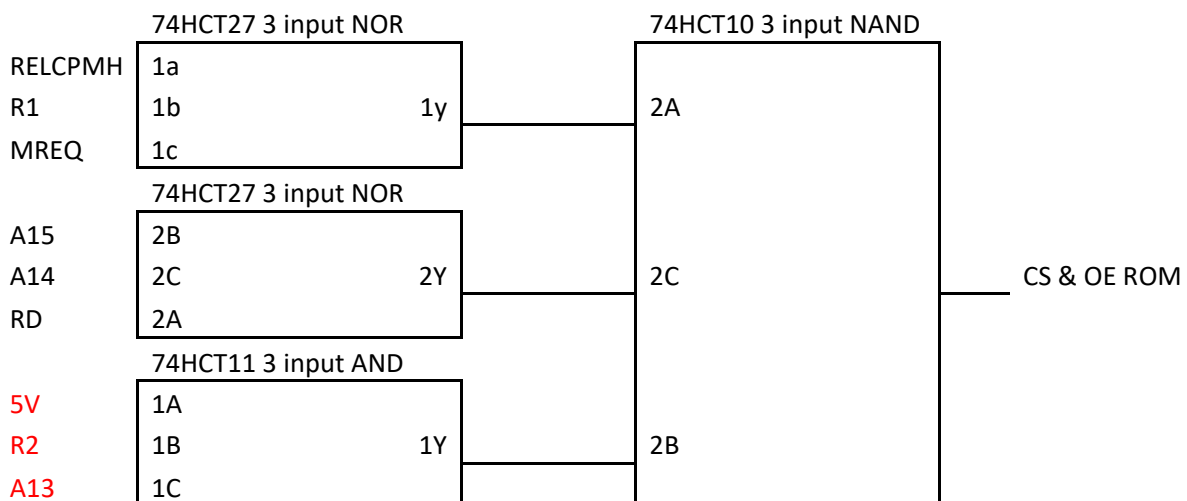 74HCT27 3 input NOR 74HCT10 3 input NAND
RELCPMH 1a
R1 1b 1y 2A
MREQ 1c
74HCT27 3 input NOR
A15 2B
A14 2C 2Y 2C CS & OE ROM
RD 2A
74HCT11 3 input AND
5V 1A
R2 1B 1Y 2B
A13 1C